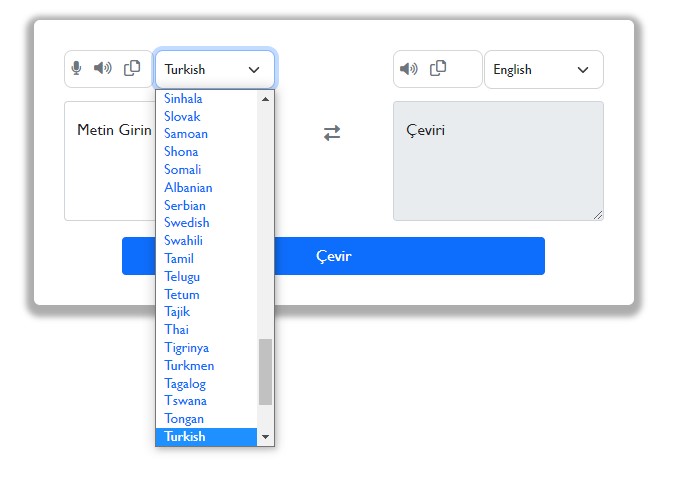 Turkish
English
Metin Girin
Çeviri
Çevir
Sinhala
Slovak
Samoan
Shona
Somali
Albanian
Serbian
Swedish
Swahili
Tamil
Telugu
Tetum
Tajik
Thai
Tigrinya
Turkmen
Tagalog
Tswana
Tongan
Turkish